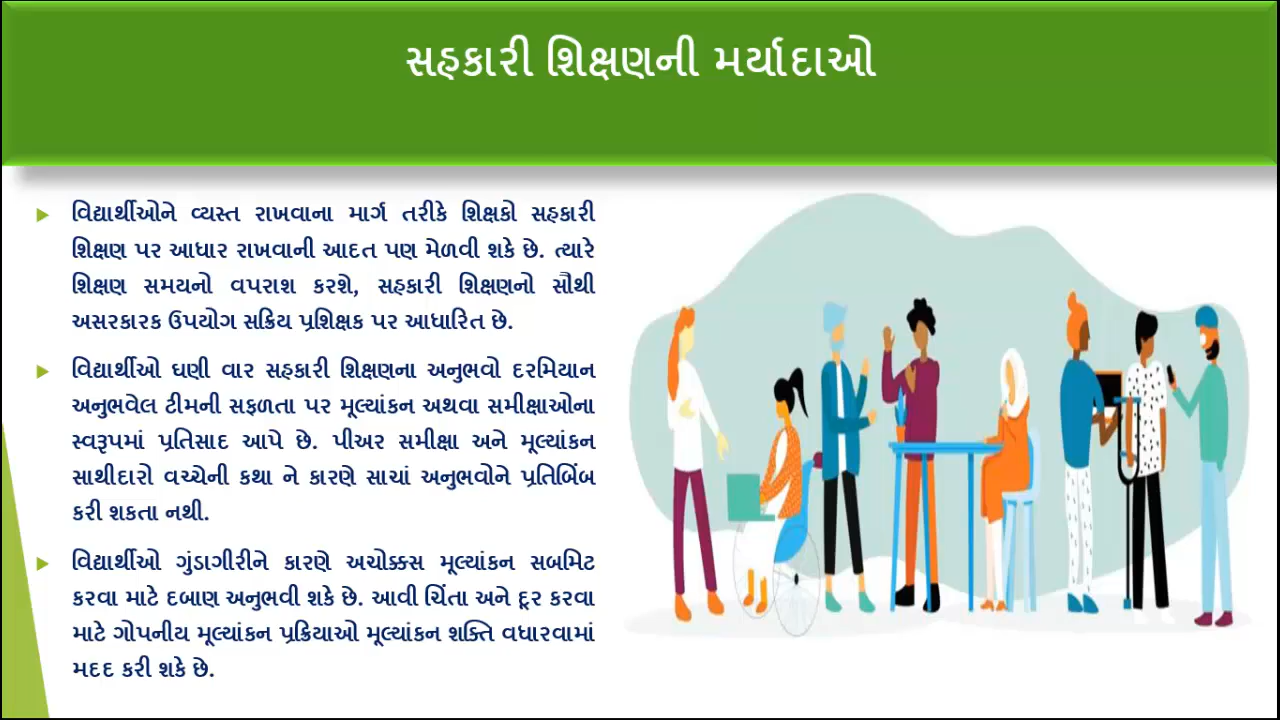 સહકારી શિક્ષણની મર્યાદાઓ
વિદ્યાર્થીઓને વ્યસ્ત રાખવાના માર્ગ તરીકે શિક્ષકો સહકારી
શિક્ષણ પર આધાર રાખવાની આદત પણ મેળવી શકે છે. ત્યારે
શિક્ષણ સમયનો વપરાશ કરશે, સહકારી શિક્ષણનો સૌથી
અસરકારક ઉપયોગ સક્રિય પ્રશિક્ષક પર આધારિત છે.
વિદ્યાર્થીઓ ઘણી વાર સહકારી શિક્ષણના અનુભવો દરમિયાન
અનુભવેલ ટીમની સફળતા પર મૂલ્યાંકન અથવા સમીક્ષાઓના
સ્વરૂપમાં પ્રતિસાદ આપે છે. પીઅર સમીક્ષા અને મૂલ્યાંકન
સાથીદારો વચ્ચેની કથા ને કારણે સાચાં અનુભવોને પ્રતિબિંબ
કરી શકતા નથી.
વિદ્યાર્થીઓ ગુંડાગીરીને કારણે અચોક્ક્સ મૂલ્યાંકન સબમિટ
કરવા માટે દબાણ અનુભવી શકે છે. આવી ચિંતા અને દૂર કરવા
માટે ગોપનીય મૂલ્યાંકન પ્રક્રિયાઓ મૂલ્યાંકન શક્તિ વધારવામાં
મદદ કરી શકે છે.